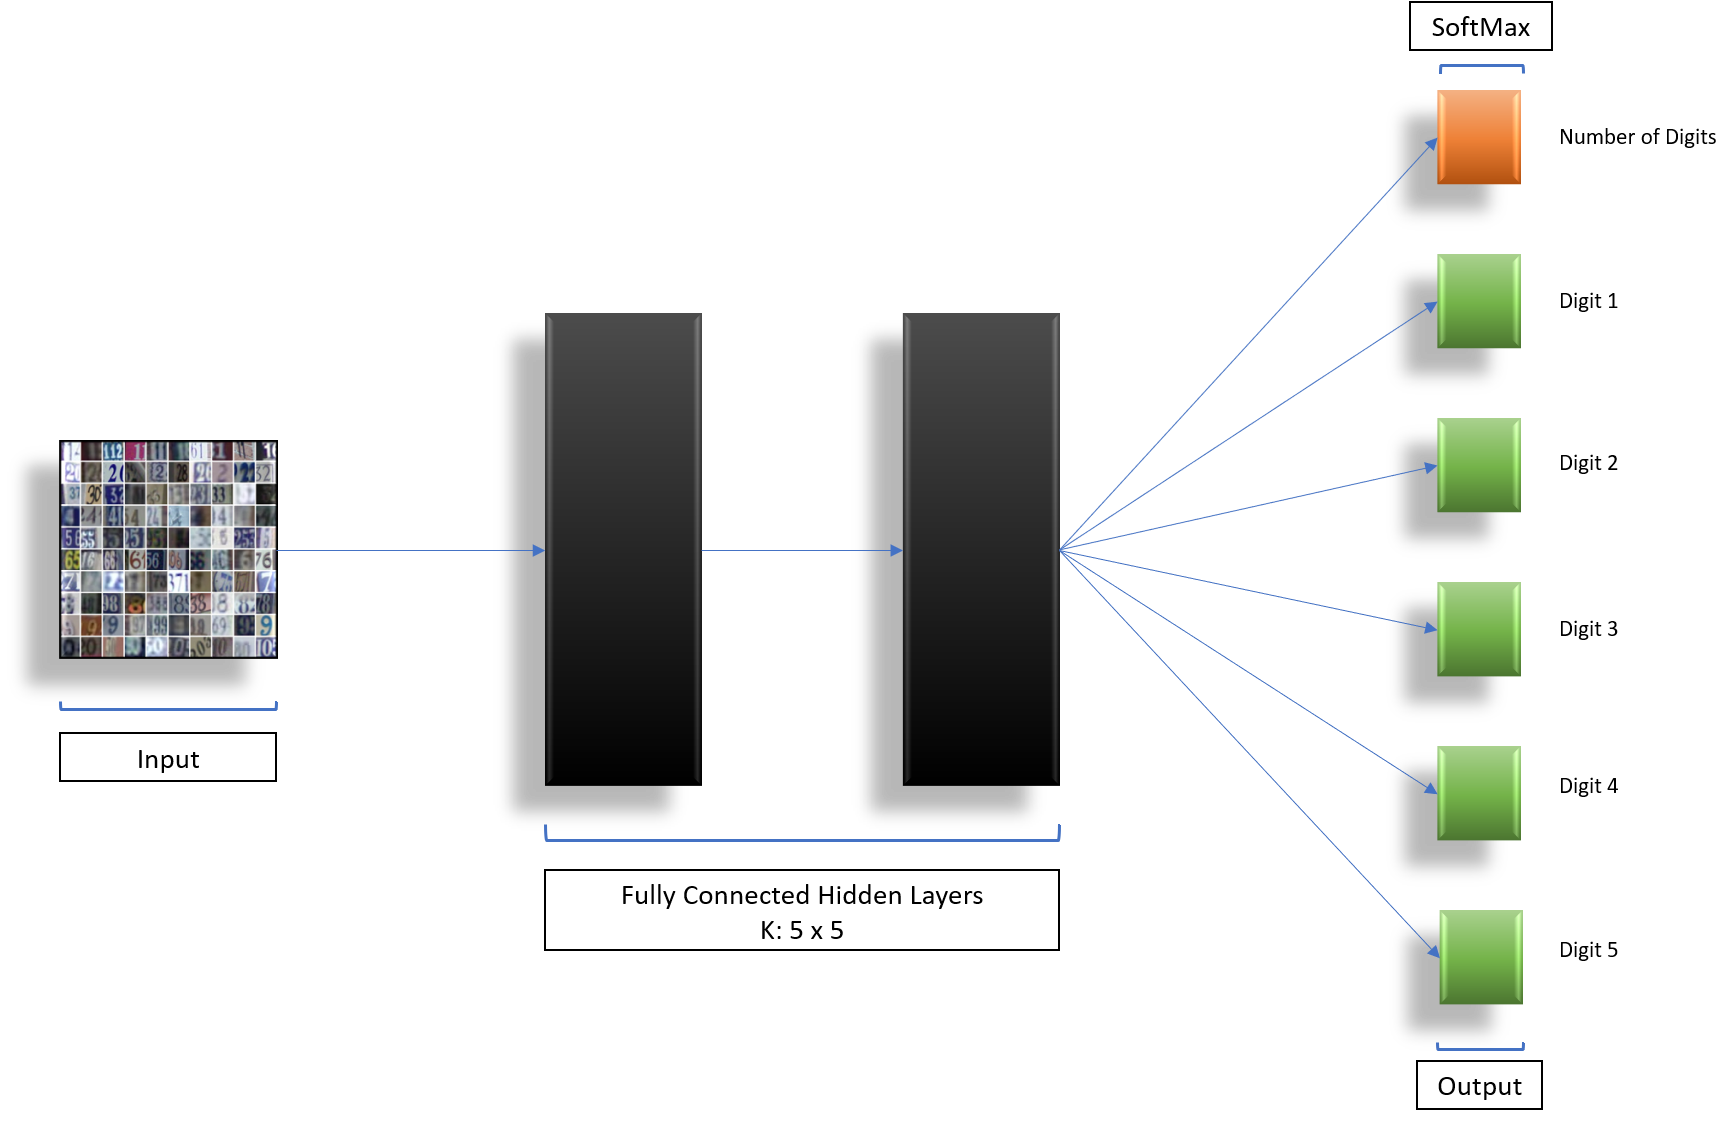 SoftMax
Number of Digits
Digit 1
Digit 2
Digit 3
Input
Digit 4
Fully Connected Hidden Layers
K: 5 x 5
Digit 5
Output